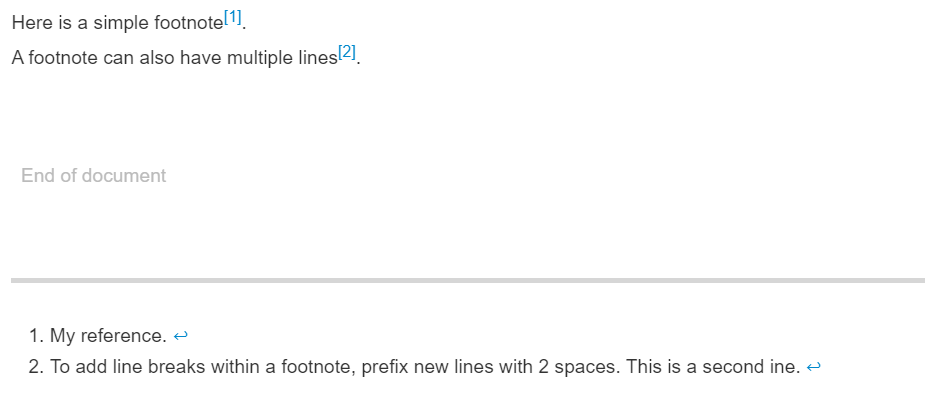 Here is a simple footnote[1].
A footnote can also have multiple lines[2].
End of document
1. My reference. ↩
2. To add line breaks within a footnote, prefix new lines with 2 spaces. This is a second ine. ↩